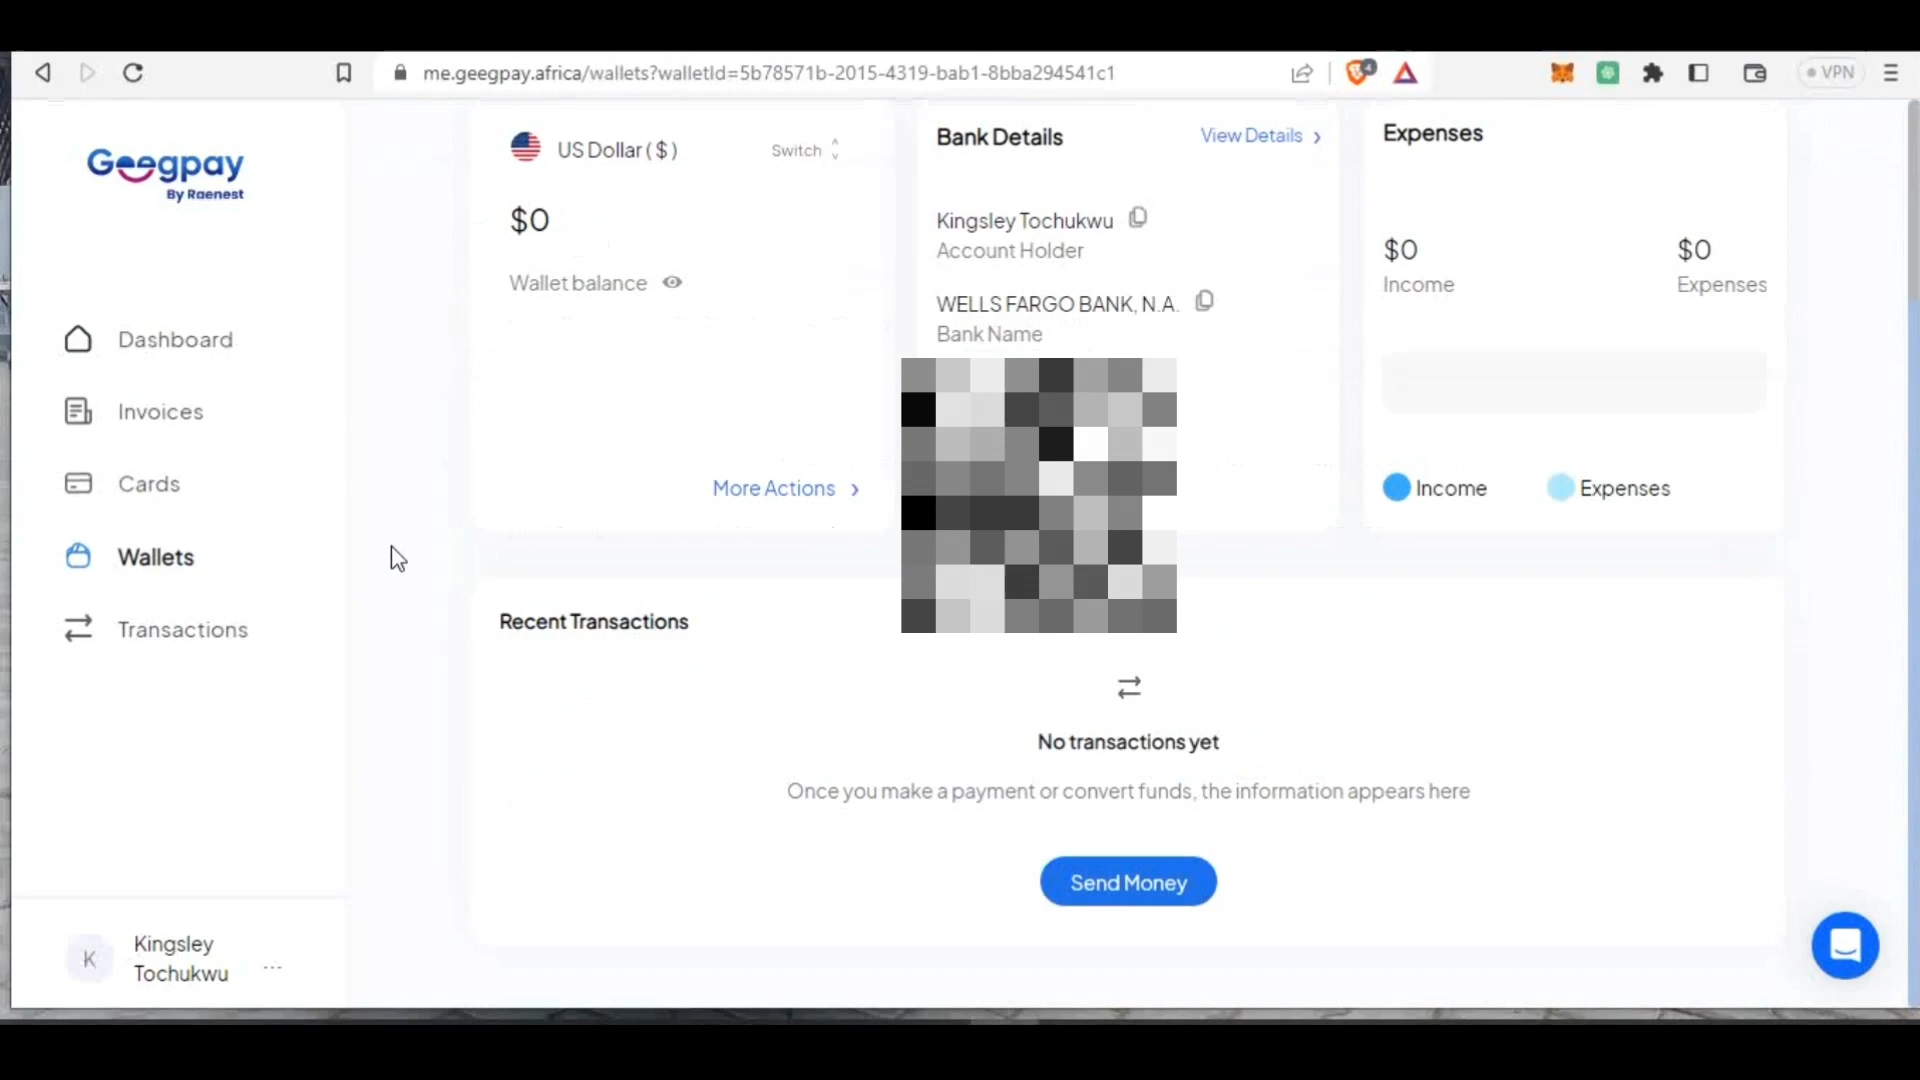 me.geegpay.africa/wallets?walletId=5b78571b-2015-4319-bab1-8bba294541c1
4
VPN
Geegpay
By Raenest
Dashboard
Invoices
Cards
Wallets
Transactions
Kingsley
Tochukwu
K
...
US Dollar ( $ )
Switch
$0
Wallet balance
More Actions
Bank Details
View Details
Kingsley Tochukwu
Account Holder
WELLS FARGO BANK, N.A.
Bank Name
Expenses
$0
Income
$0
Expenses
Income
Expenses
Recent Transactions
No transactions yet
Once you make a payment or convert funds, the information appears here
Send Money